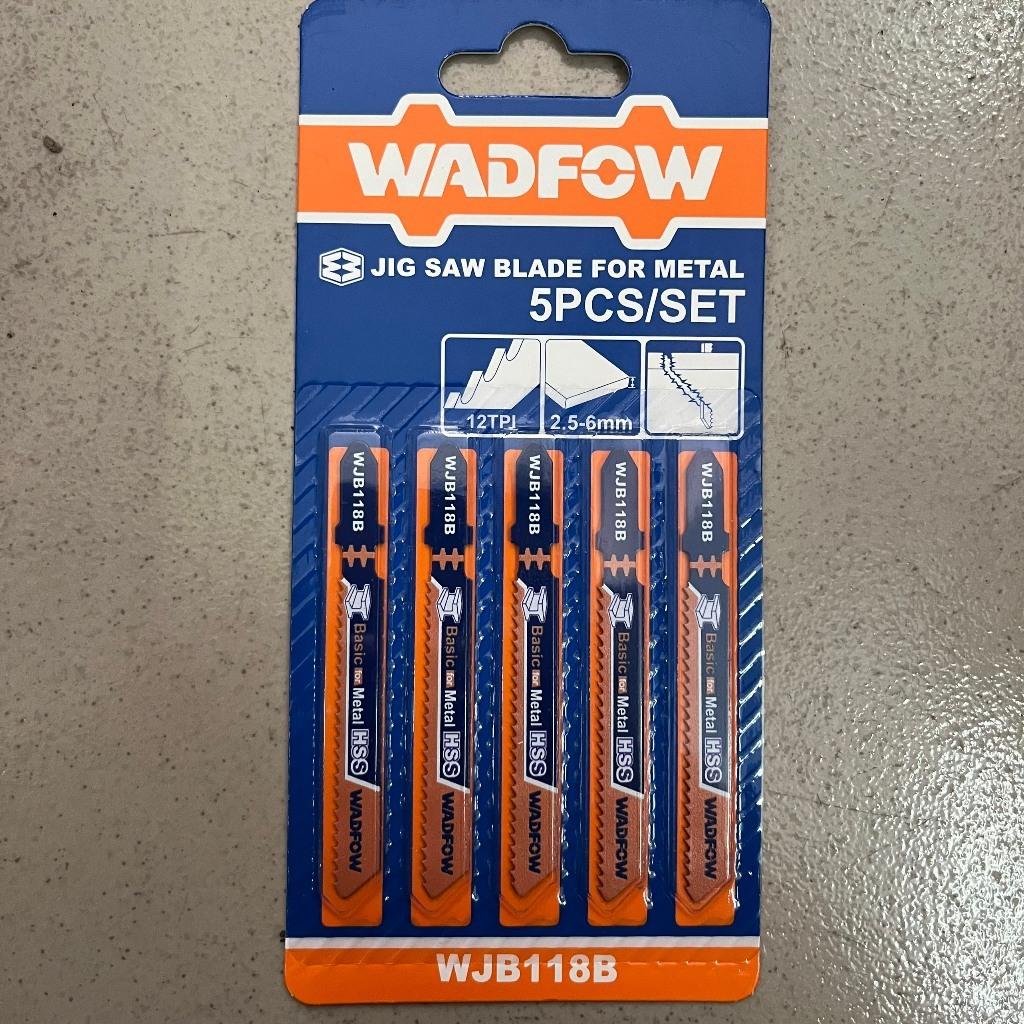 WADFOW
JIG SAW BLADE FOR METAL
5PCS/SET
12TPI
2.5-6mm
WJB118B
Basic for Metal HSS
WADFOW
WJB118B
Basic for Metal HSS
WADFOW
WJB118B
Basic for Metal HSS
WADFOW
WJB118B
Basic for Metal HSS
WADFOW
WJB118B
Basic for Metal HSS
WADFOW
WJB118B